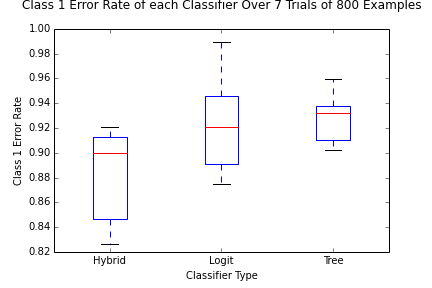 Class 1 Error Rate of each Classifier Over 7 Trials of 800 Examples
1.00
0.98
0.96
0.94
0.92
0.90
0.88
0.86
0.84
0.82
Class 1 Error Rate
Hybrid Logit Tree
Classifier Type